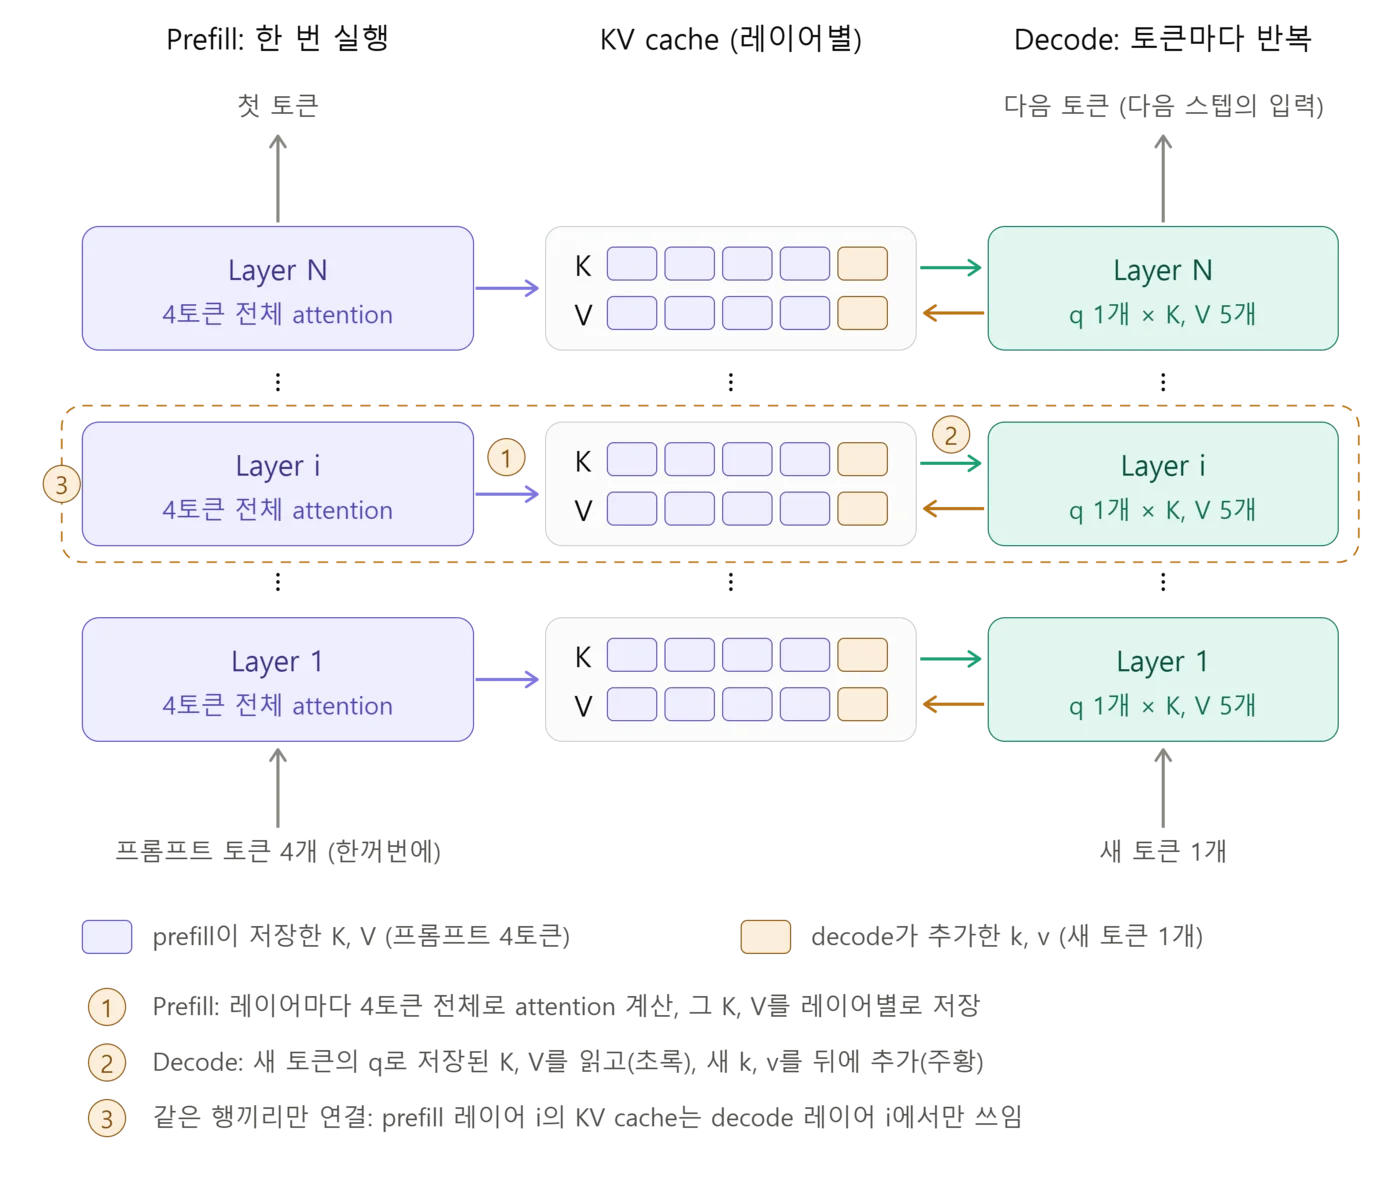 Prefill: 한 번 실행
KV cache (레이어별)
Decode: 토큰마다 반복
첫 토큰
다음 토큰 (다음 스텝의 입력)
Layer N
4토큰 전체 attention
K
V
Layer N
q 1개 × K, V 5개
⋮
⋮
⋮
3
Layer i
4토큰 전체 attention
1
K
V
2
Layer i
q 1개 × K, V 5개
⋮
⋮
⋮
Layer 1
4토큰 전체 attention
K
V
Layer 1
q 1개 × K, V 5개
프롬프트 토큰 4개 (한꺼번에)
새 토큰 1개
prefill이 저장한 K, V (프롬프트 4토큰)
decode가 추가한 k, v (새 토큰 1개)
1 Prefill: 레이어마다 4토큰 전체로 attention 계산, 그 K, V를 레이어별로 저장
2 Decode: 새 토큰의 q로 저장된 K, V를 읽고(초록), 새 k, v를 뒤에 추가(주황)
3 같은 행끼리만 연결: prefill 레이어 i의 KV cache는 decode 레이어 i에서만 쓰임